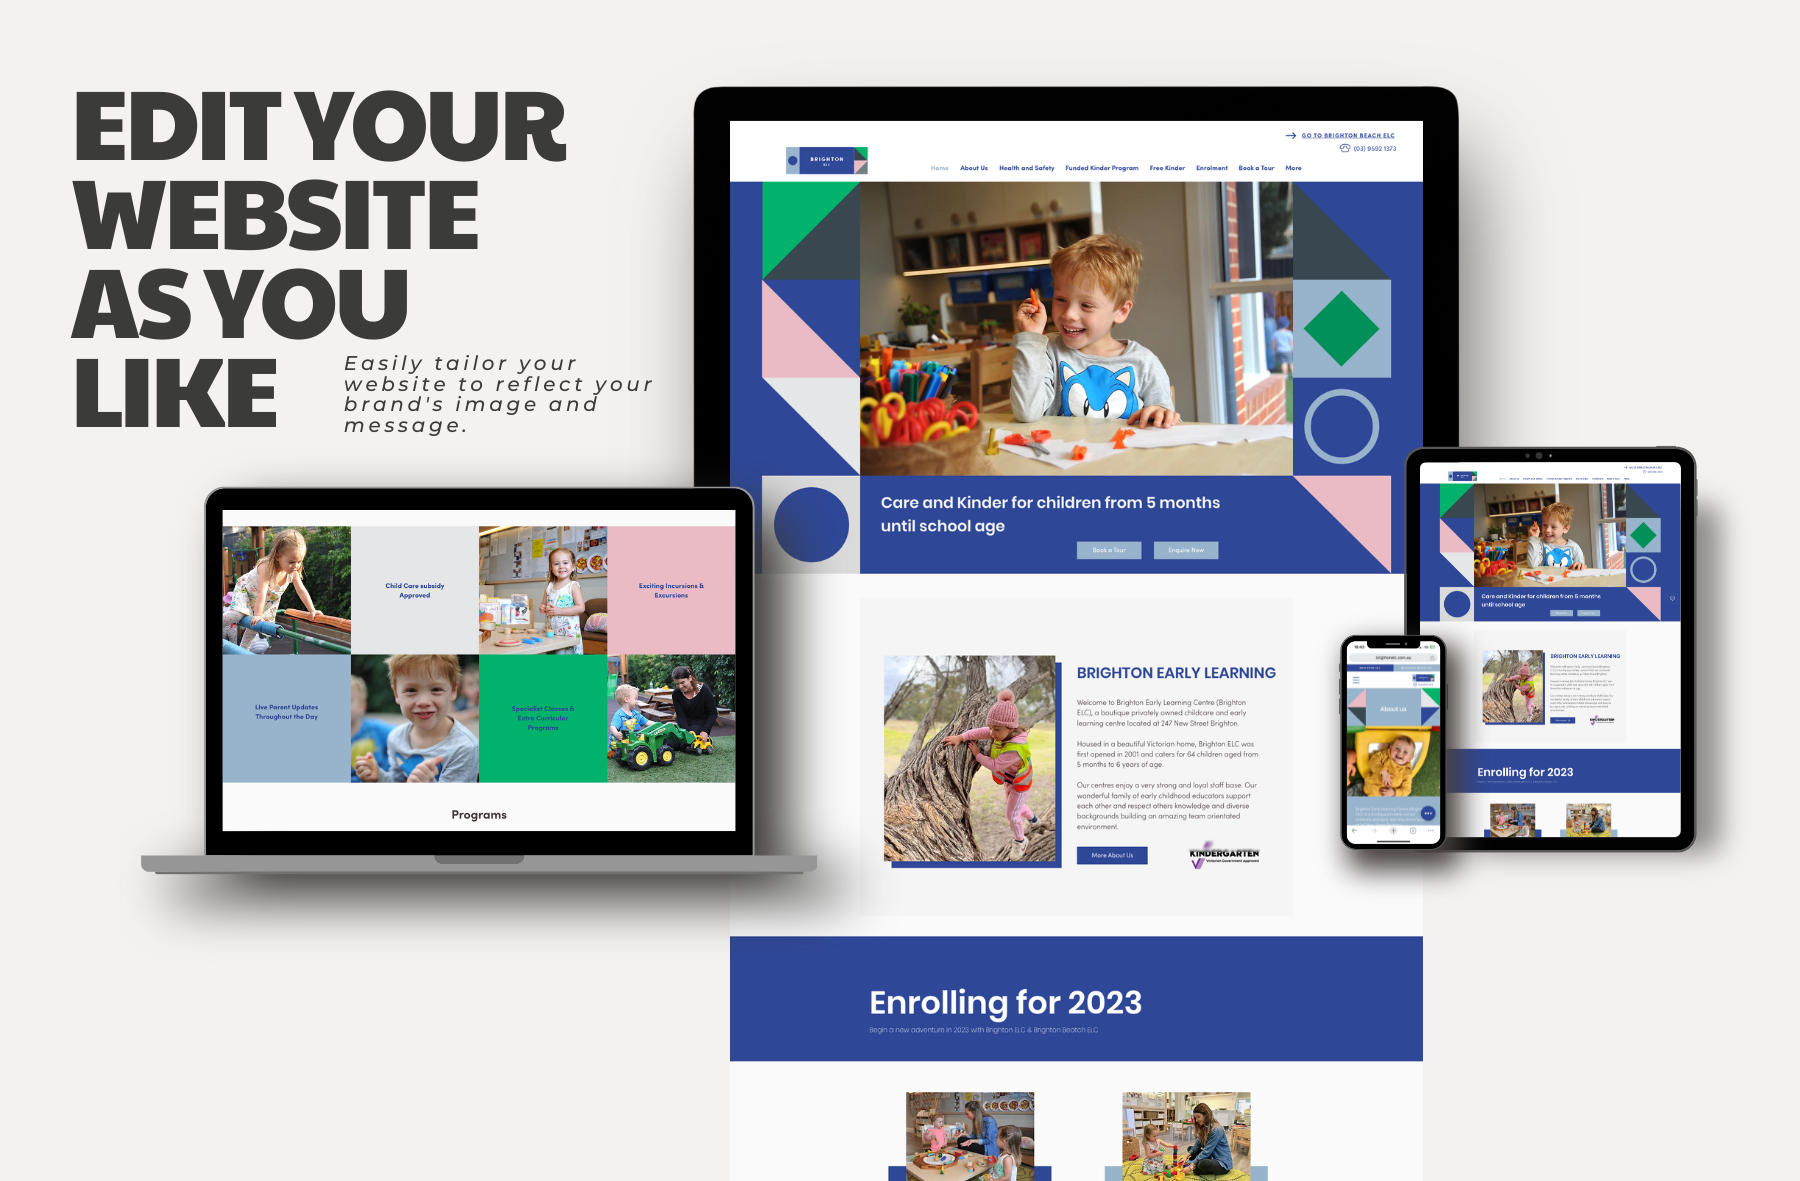 EDIT YOUR
WEBSITE
AS YOU
LIKE
Easily tailor your
website to reflect your
brand's image and
message.
GO TO BRIGHTON BEACH ELC
(03) 9592 1373
BRIGHTON
ELC
Home About Us Health and Safety Funded Kinder Program Free Kinder Enrolment Book a Tour More
Care and Kinder for children from 5 months
until school age
Book a Tour Enquire Now
BRIGHTON EARLY LEARNING
Welcome to Brighton Early Learning Centre (Brighton
ELC), a boutique privately owned childcare and early
learning centre located at 247 New Street Brighton.
Housed in a beautiful Victorian home, Brighton ELC was
first opened in 2001 and caters for 64 children aged from
5 months to 6 years of age.
Our centres enjoy a very strong and loyal staff base. Our
wonderful family of early childhood educators support
each other and respect others knowledge and diverse
backgrounds building an amazing team orientated
environment.
More About Us
KINDERGARTEN
Victorian Government Approved
Enrolling for 2023
Begin a new adventure in 2023 with Brighton ELC & Brighton Beatch ELC
Child Care subsidy
Approved
Exciting Incursions &
Excursions
Live Parent Updates
Throughout the Day
Specialist Classes &
Extra Curricular
Programs
Programs
Care and Kinder for children from 5 months
until school age
BRIGHTON EARLY LEARNING
KINDERGARTEN
Enrolling for 2023
brightonelc.com.au
About us